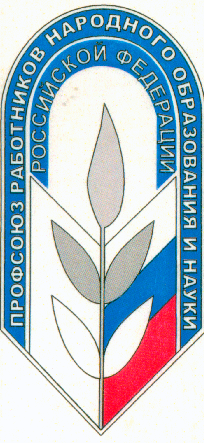 ПРОФСОЮЗ РАБОТНИКОВ НАРОДНОГО ОБРАЗОВАНИЯ И НАУКИ
РОССИЙСКОЙ ФЕДЕРАЦИИ